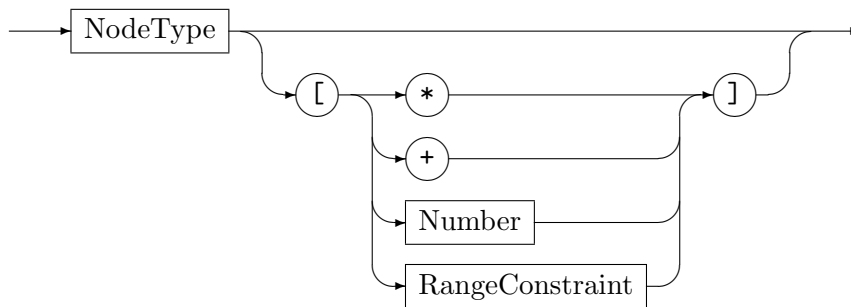 NodeType
[ * ]
+
Number
RangeConstraint